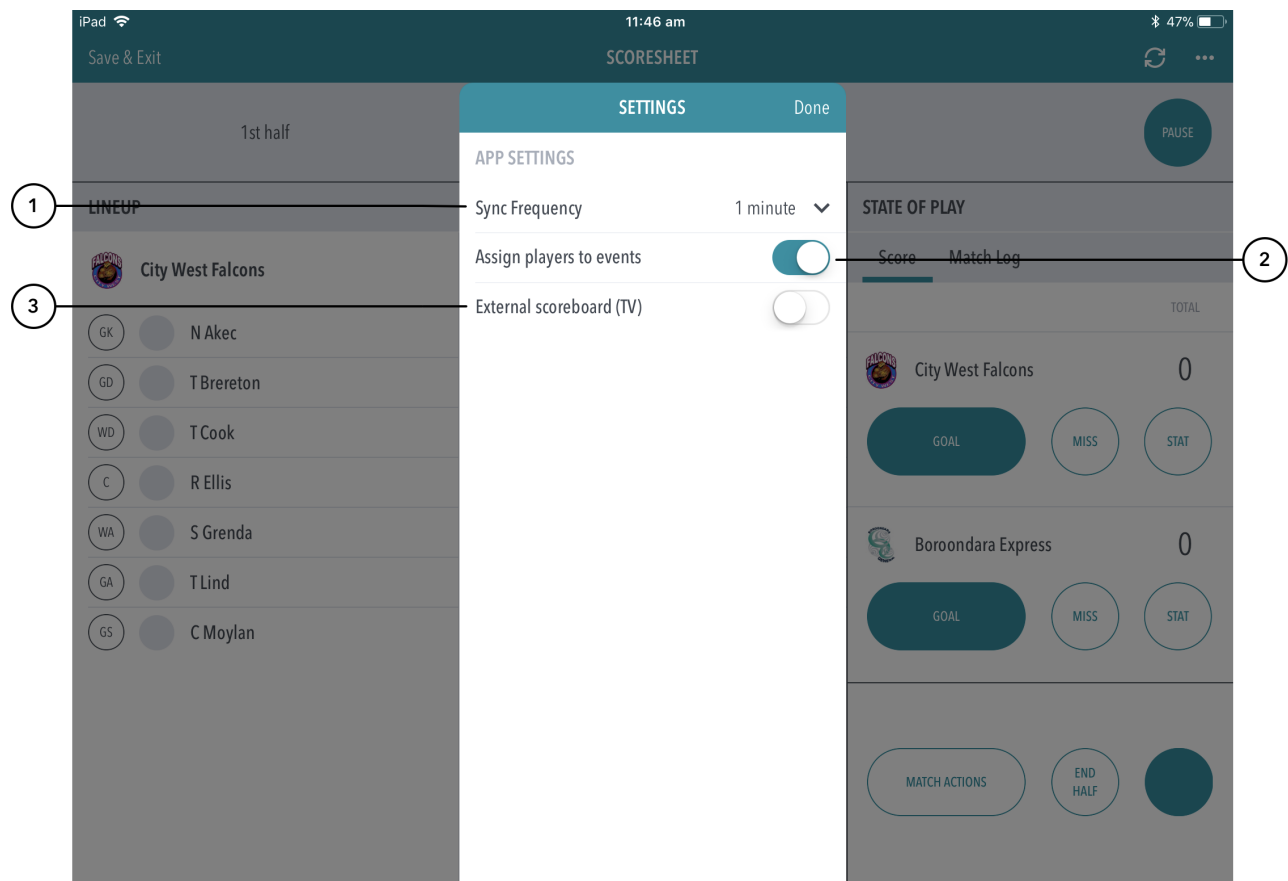 iPad 11:46 am 47%
Save & Exit SCORESHEET
SETTINGS Done
1st half PAUSE
APP SETTINGS
1 LINEUP Sync Frequency 1 minute STATE OF PLAY
Assign players to events 2
Score Match Log
City West Falcons
3 External scoreboard (TV) TOTAL
GK N Akec
FALCONS City West Falcons 0
GD T Brereton
WD T Cook GOAL MISS STAT
C R Ellis
WA S Grenda Boroondara Express 0
GA T Lind
GOAL MISS STAT
GS C Moylan
MATCH ACTIONS END HALF